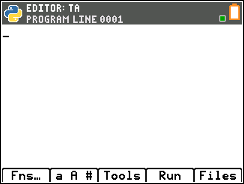 EDITOR: TA
PROGRAM LINE 0001
Fns… a A # Tools Run Files